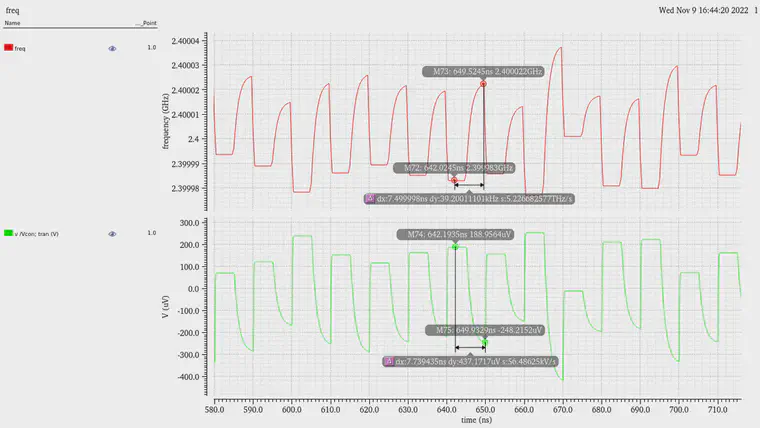 freq
Wed Nov 9 16:44:20 2022 1
Name ..._Point
freq 1.0
2.40004
2.40003
2.40002
2.40001
2.4
2.39999
2.39998
frequency (GHz)
M73: 649.5245ns 2.400022GHz
M72: 642.0245ns 2.399983GHz
dx:7.499998ns dy:39.20011101kHz s:5.226682577THz/s
v /Vcon; tran (V) 1.0
300.0
200.0
100.0
0.0
-100.0
-200.0
-300.0
-400.0
V (uV)
M74: 642.1935ns 188.9564uV
M75: 649.9329ns -248.2152uV
dx:7.739435ns dy:437.1717uV s:56.48625kV/s
580.0 590.0 600.0 610.0 620.0 630.0 640.0 650.0 660.0 670.0 680.0 690.0 700.0 710.0
time (ns)